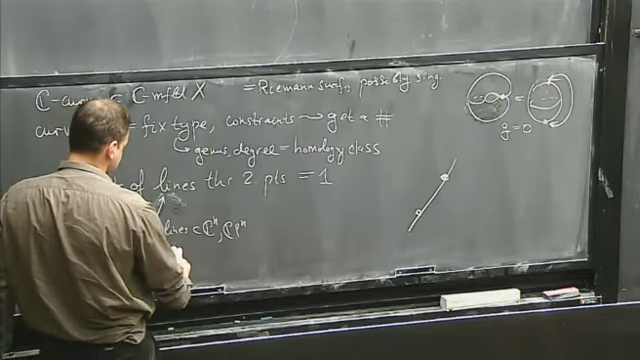 ℂ-curve ⊂ ℂ-mfld X = Riemann surf, possibly sing.
= fix type, constraints ⤳ get a #
↳ genus, degree = homology class
of lines thr 2 pts = 1
lines ⊂ ℂⁿ, ℂPⁿ
=
g=0